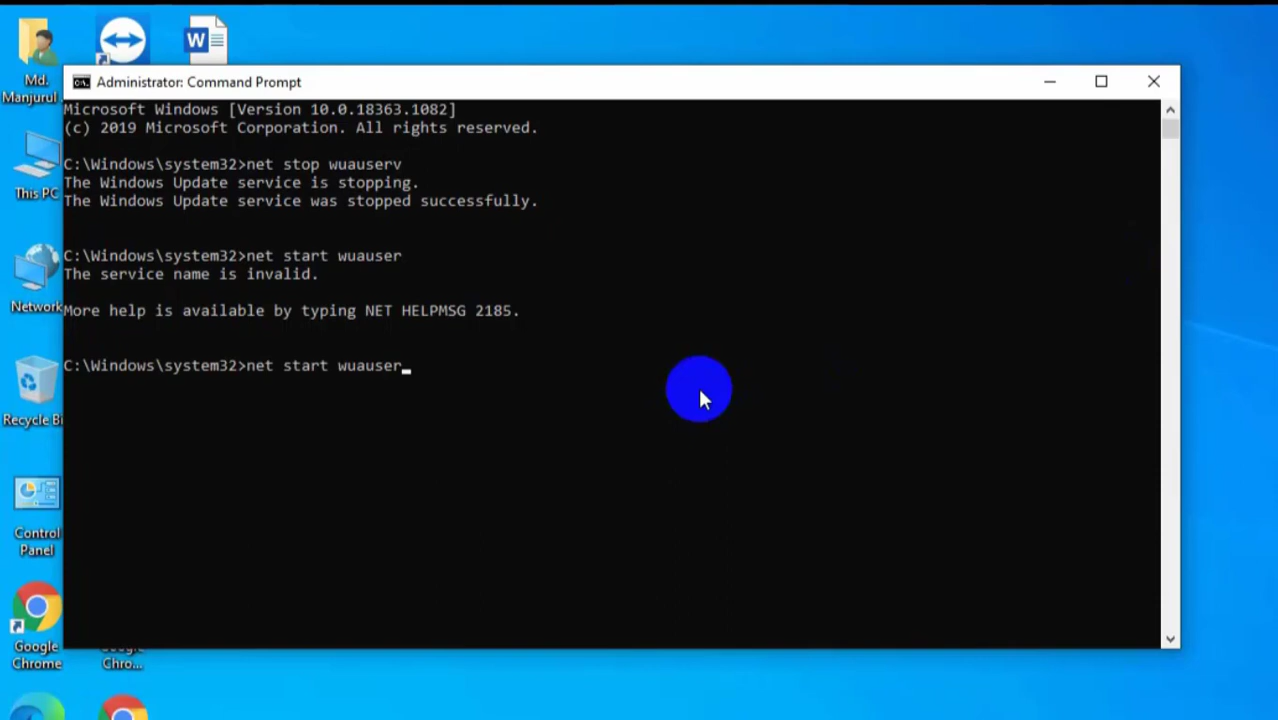 Md.
Manjurul
This PC
Network
Recycle Bi
Control
Panel
Google
Chrome
Chro...
W
Administrator: Command Prompt
Microsoft Windows [Version 10.0.18363.1082]
(c) 2019 Microsoft Corporation. All rights reserved.
C:\Windows\system32>net stop wuauserv
The Windows Update service is stopping.
The Windows Update service was stopped successfully.
C:\Windows\system32>net start wuauser
The service name is invalid.
More help is available by typing NET HELPMSG 2185.
C:\Windows\system32>net start wuauser